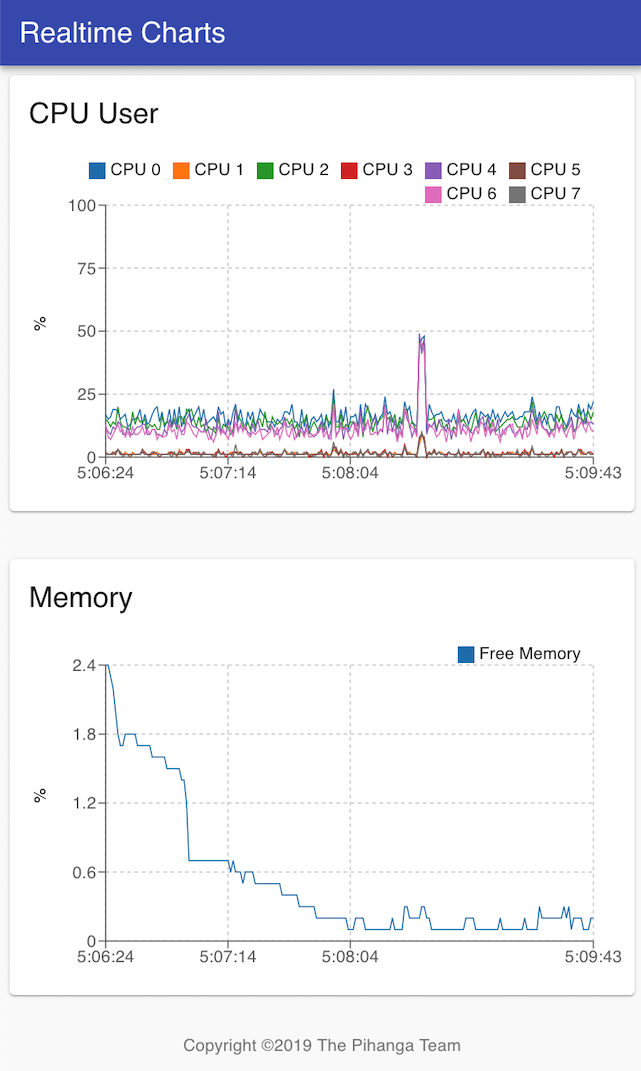 Realtime Charts
CPU User
CPU 0 CPU 1 CPU 2 CPU 3 CPU 4 CPU 5
CPU 6 CPU 7
100
75
50
25
0
%
5:06:24 5:07:14 5:08:04 5:09:43
Memory
Free Memory
2.4
1.8
1.2
0.6
0
%
5:06:24 5:07:14 5:08:04 5:09:43
Copyright ©2019 The Pihanga Team